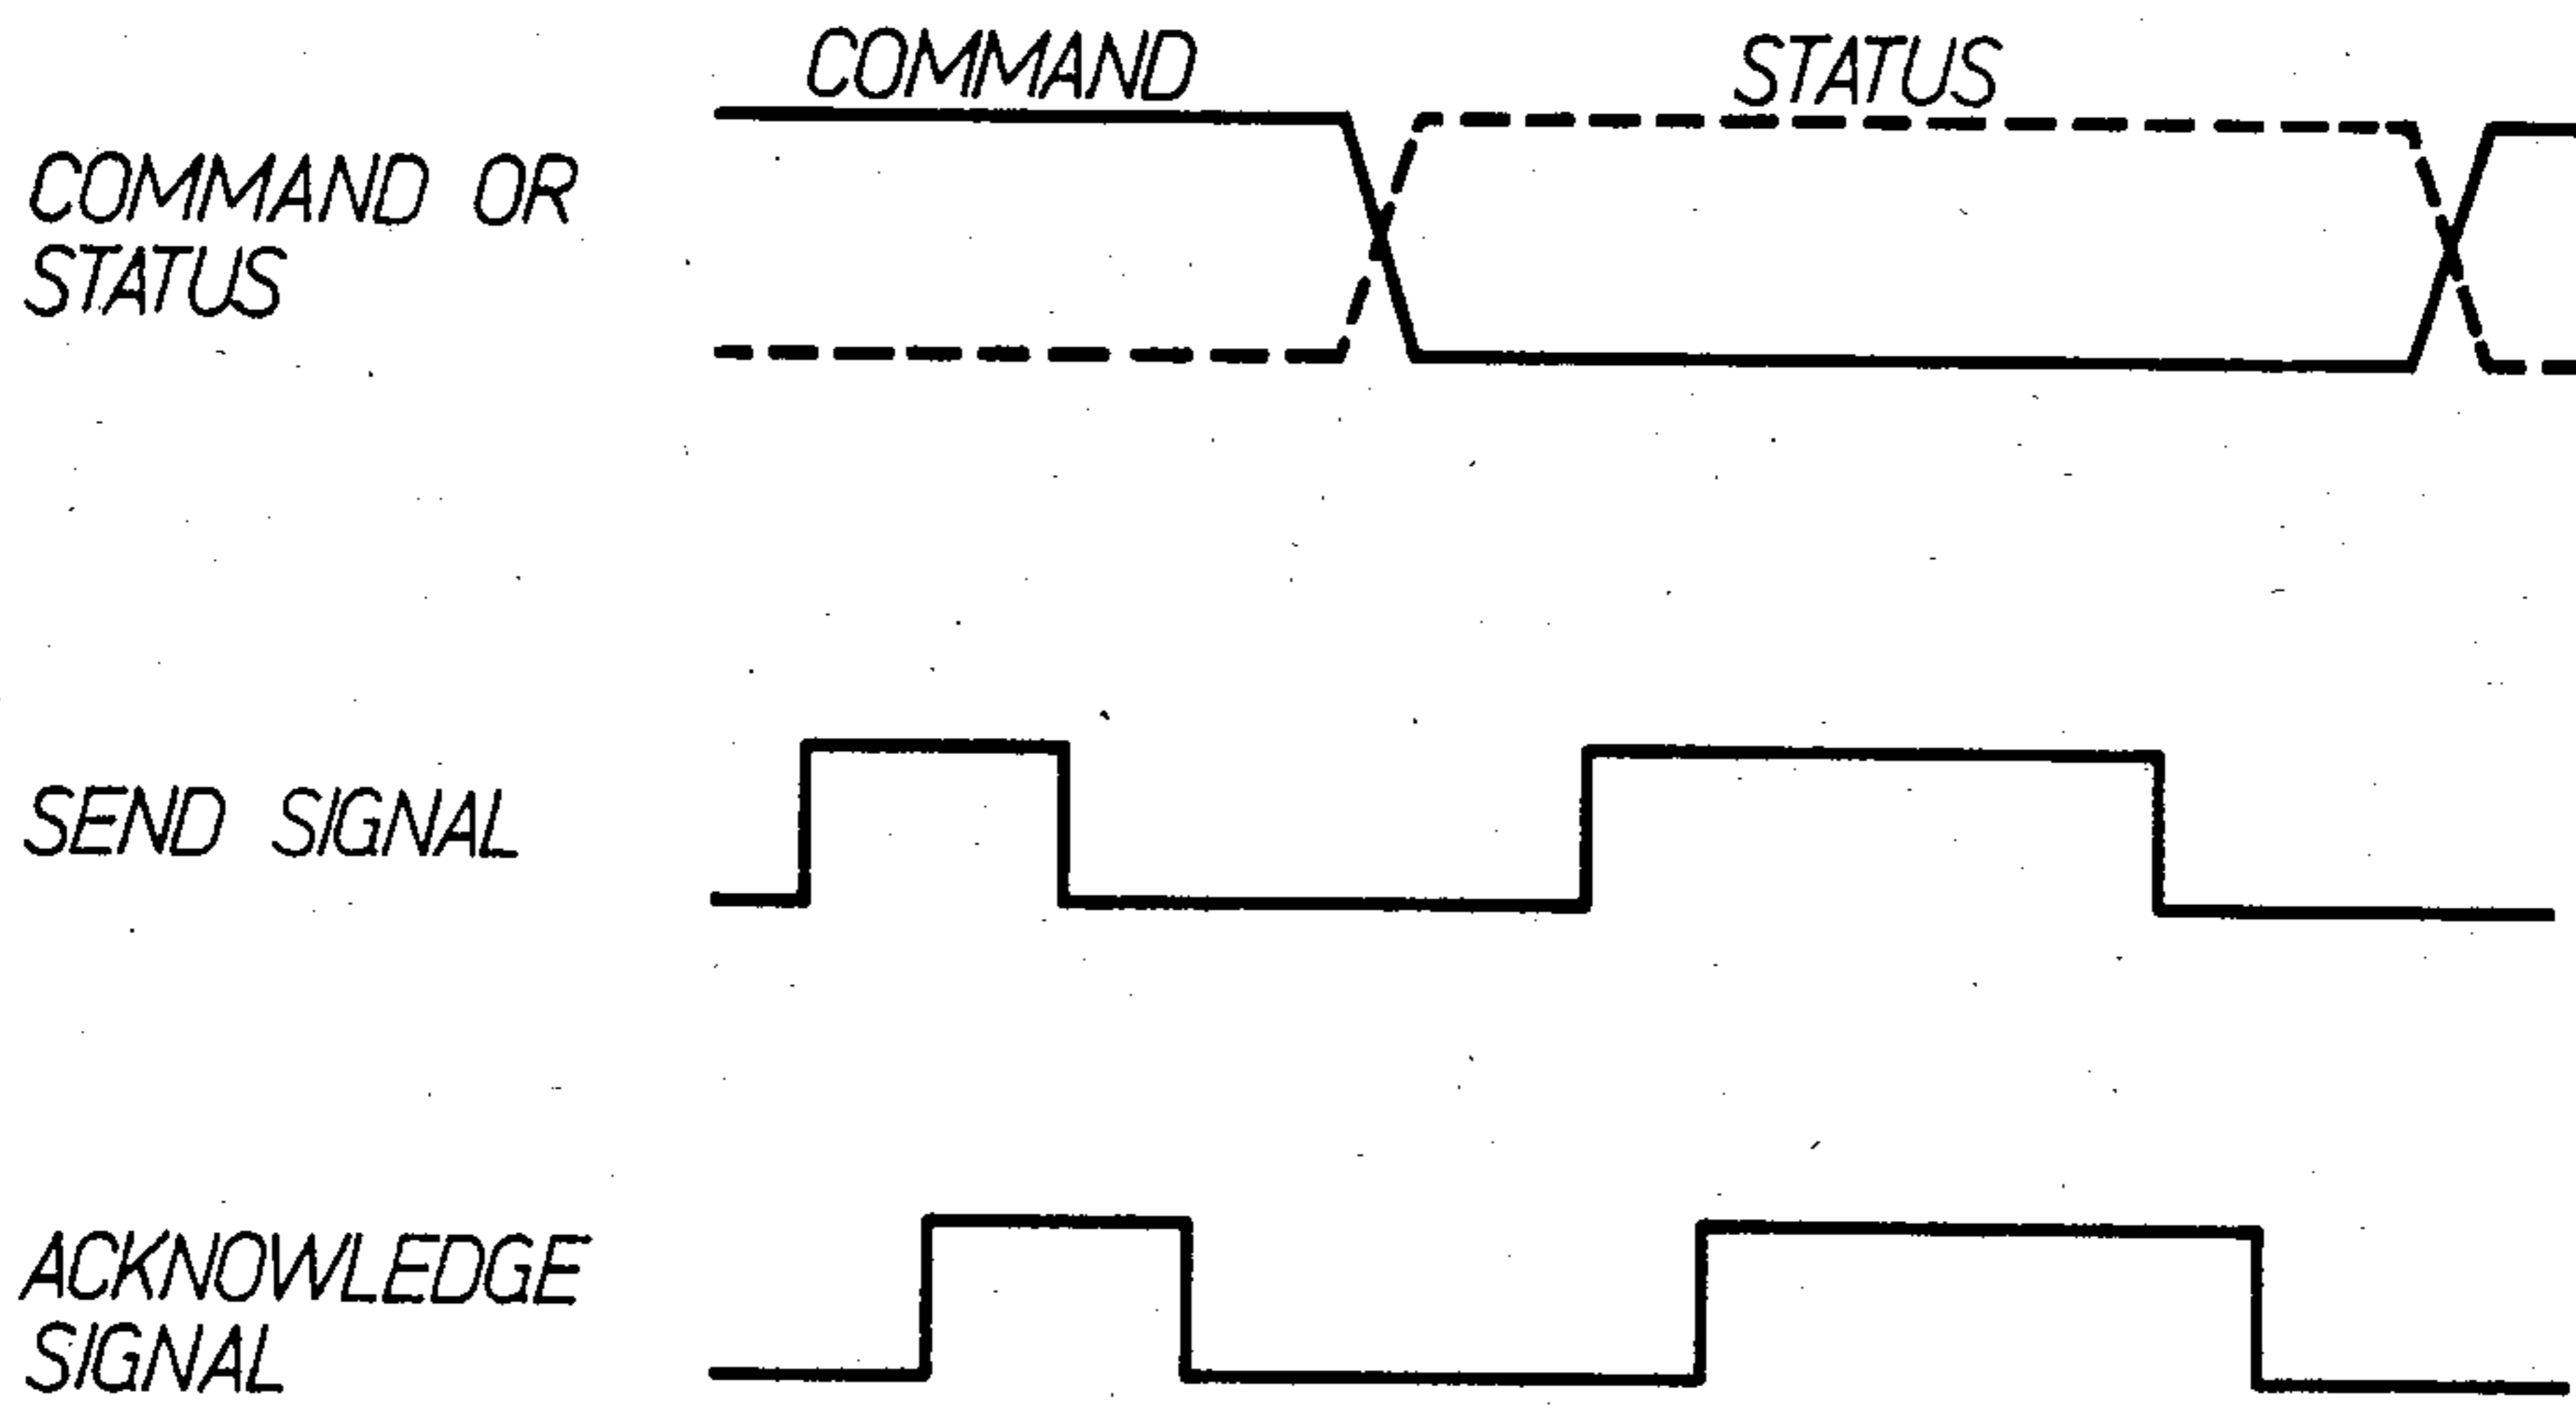 COMMAND
STATUS
COMMAND OR
STATUS
SEND SIGNAL
ACKNOWLEDGE
SIGNAL